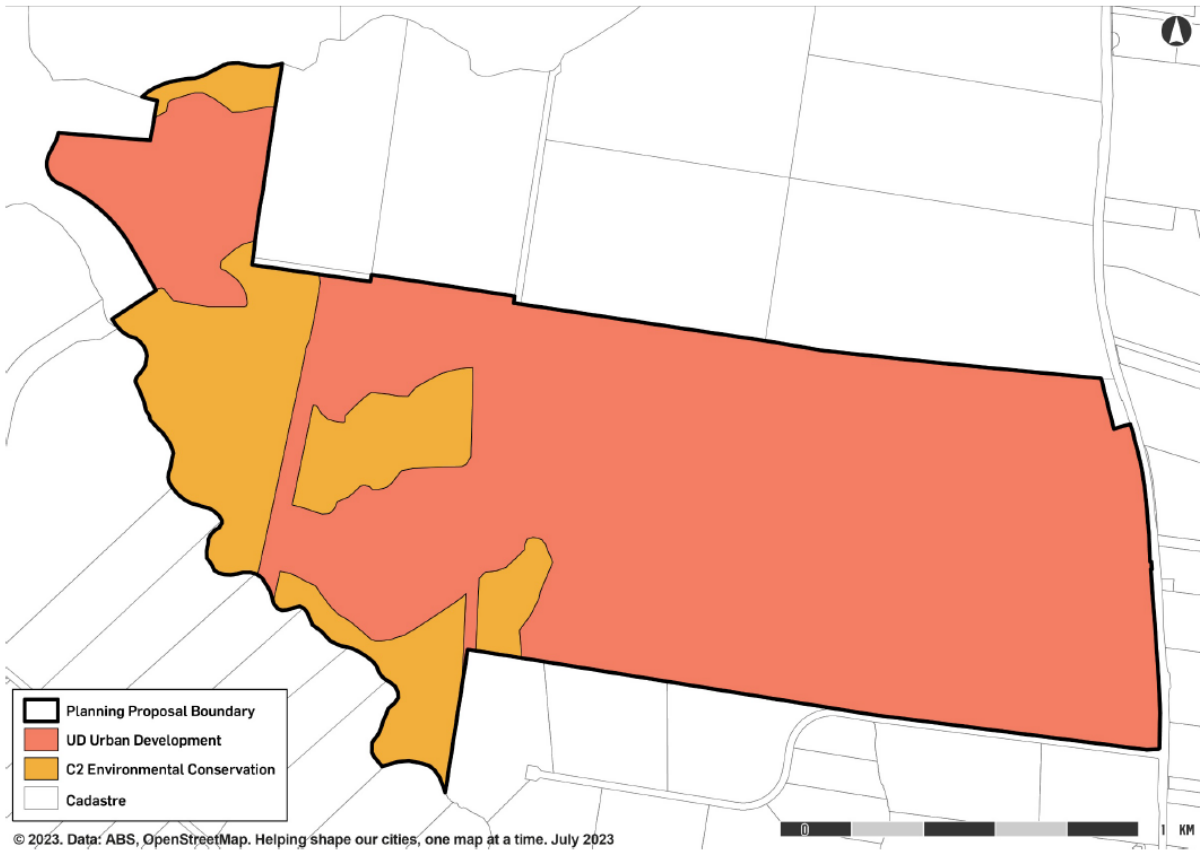 Planning Proposal Boundary
UD Urban Development
C2 Environmental Conservation
Cadastre
© 2023. Data: ABS, OpenStreetMap. Helping shape our cities, one map at a time. July 2023
0 1 KM